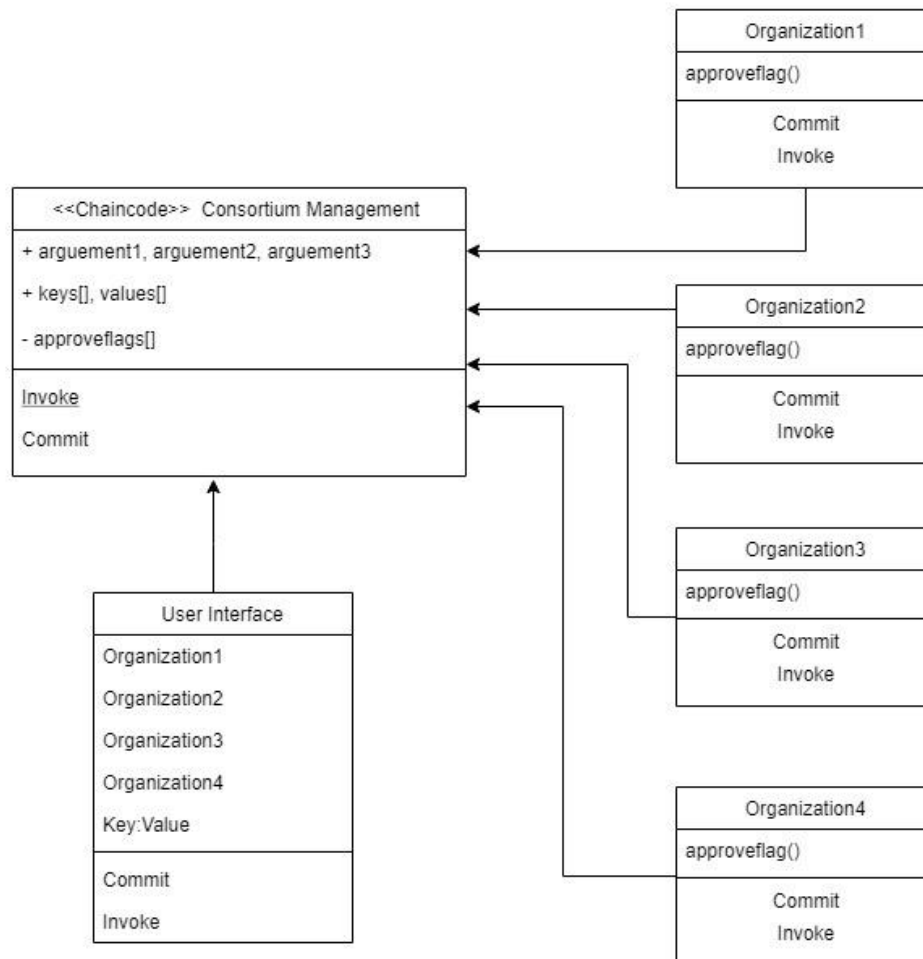 Organization1
approveflag()
Commit
Invoke
<<Chaincode>> Consortium Management
+ arguement1, arguement2, arguement3
+ keys[], values[]
- approveflags[]
Invoke
Commit
Organization2
approveflag()
Commit
Invoke
Organization3
approveflag()
Commit
Invoke
User Interface
Organization1
Organization2
Organization3
Organization4
Key:Value
Commit
Invoke
Organization4
approveflag()
Commit
Invoke